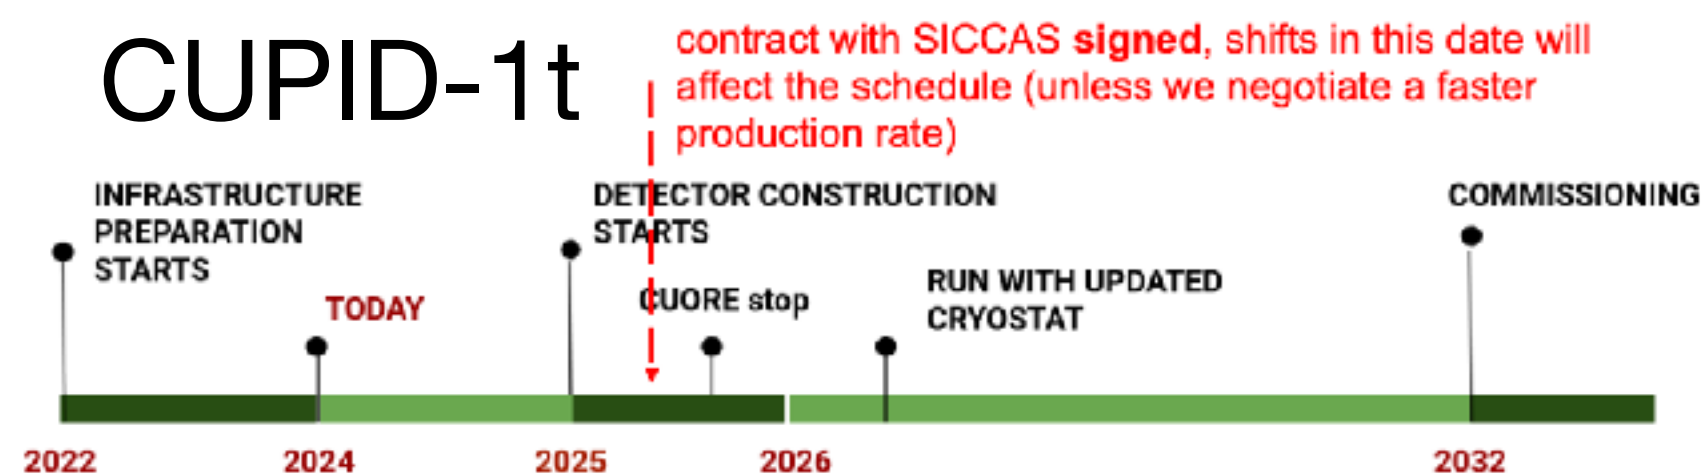 CUPID-1t
contract with SICCAS signed, shifts in this date will
affect the schedule (unless we negotiate a faster
production rate)
INFRASTRUCTURE
PREPARATION
STARTS
TODAY
DETECTOR CONSTRUCTION
STARTS
CUORE stop
RUN WITH UPDATED
CRYOSTAT
COMMISSIONING
2022
2024
2025
2026
2032